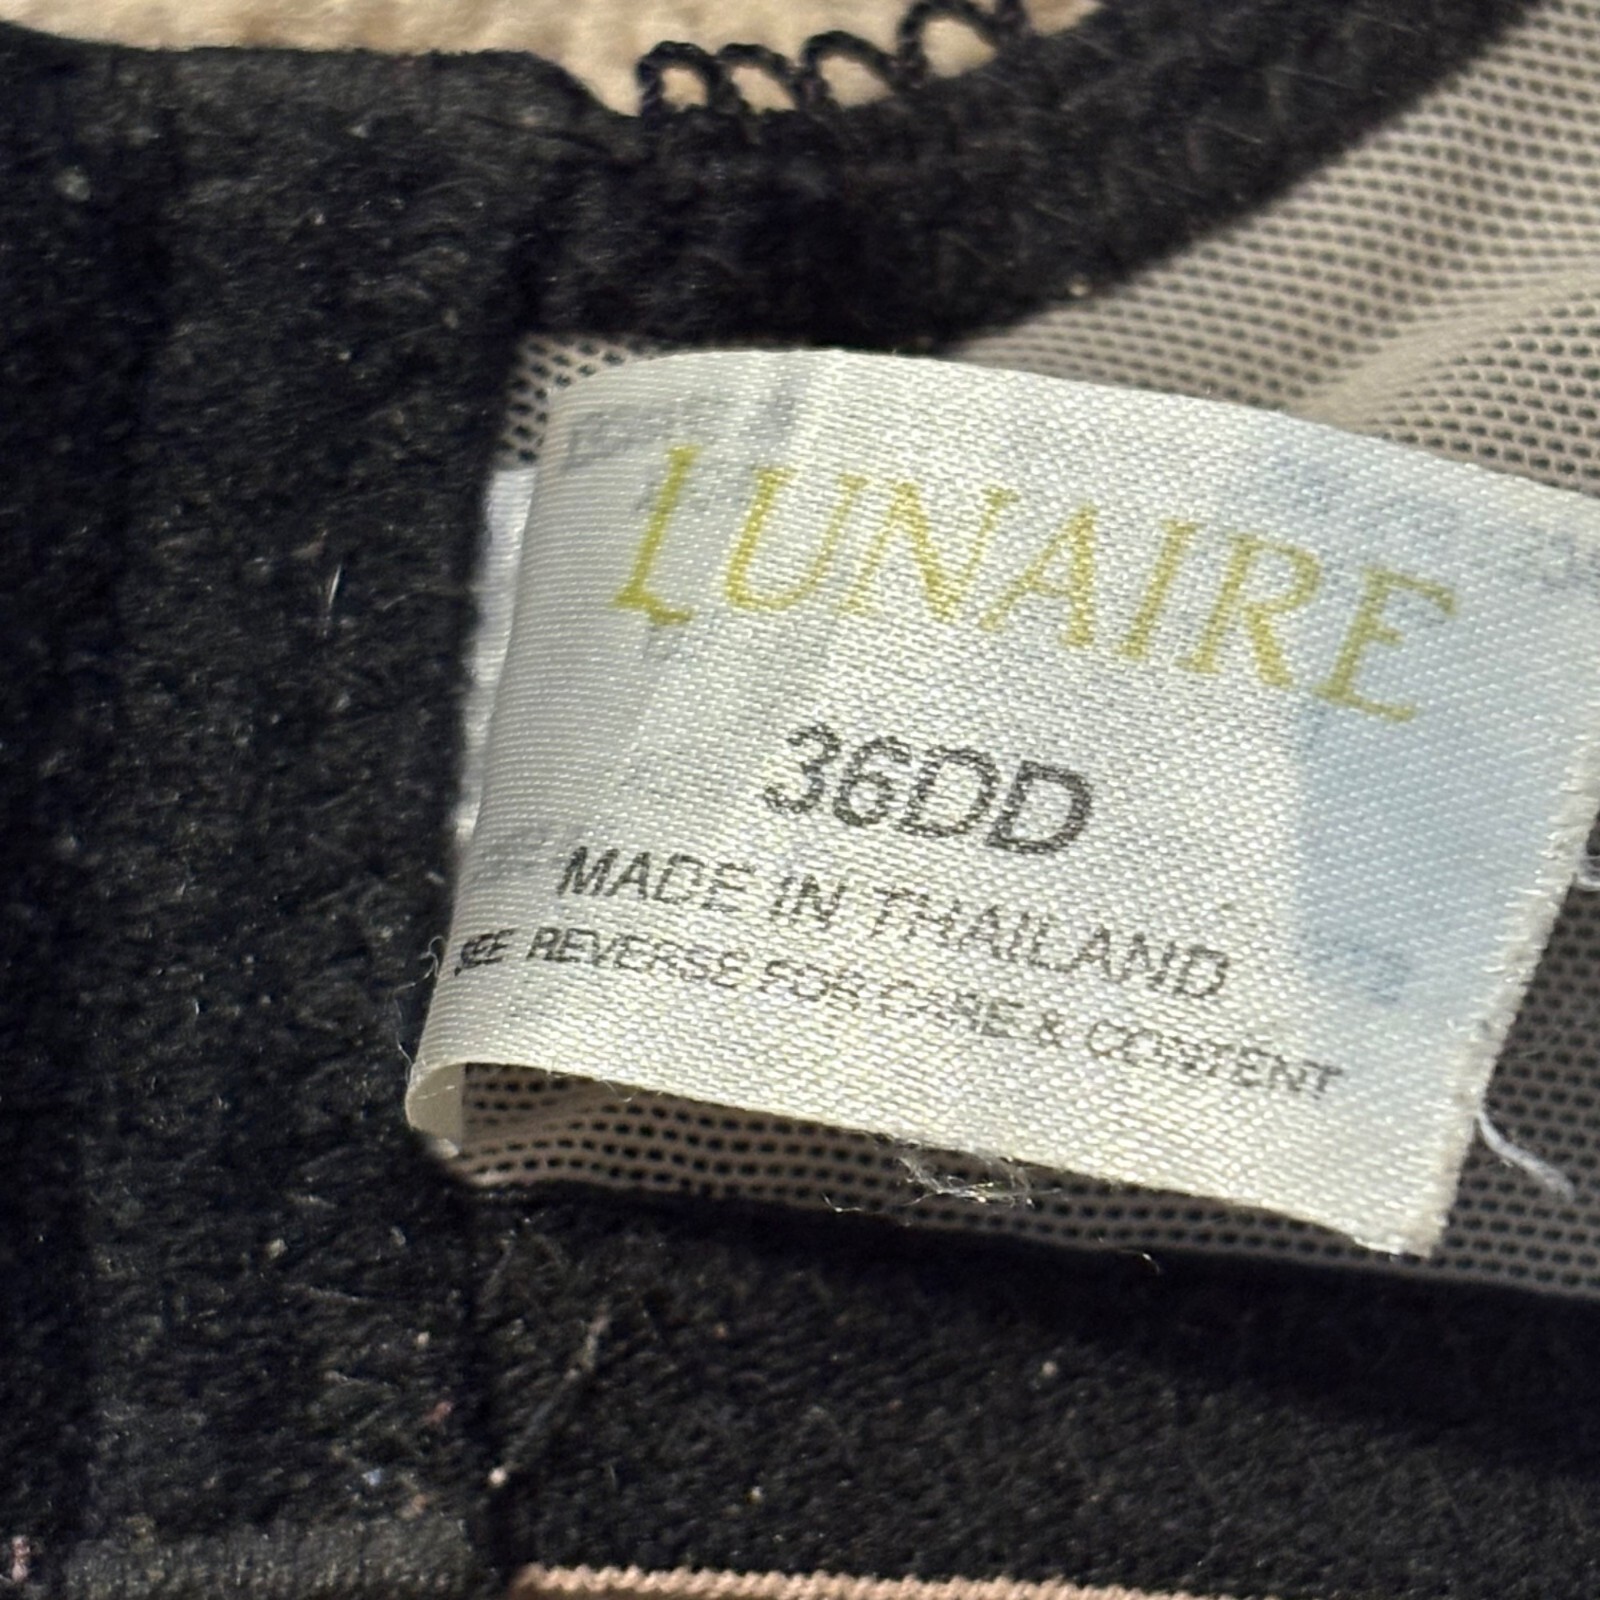 LUNAIRE
36DD
MADE IN THAILAND
SEE REVERSE FOR CARE & CONTENT